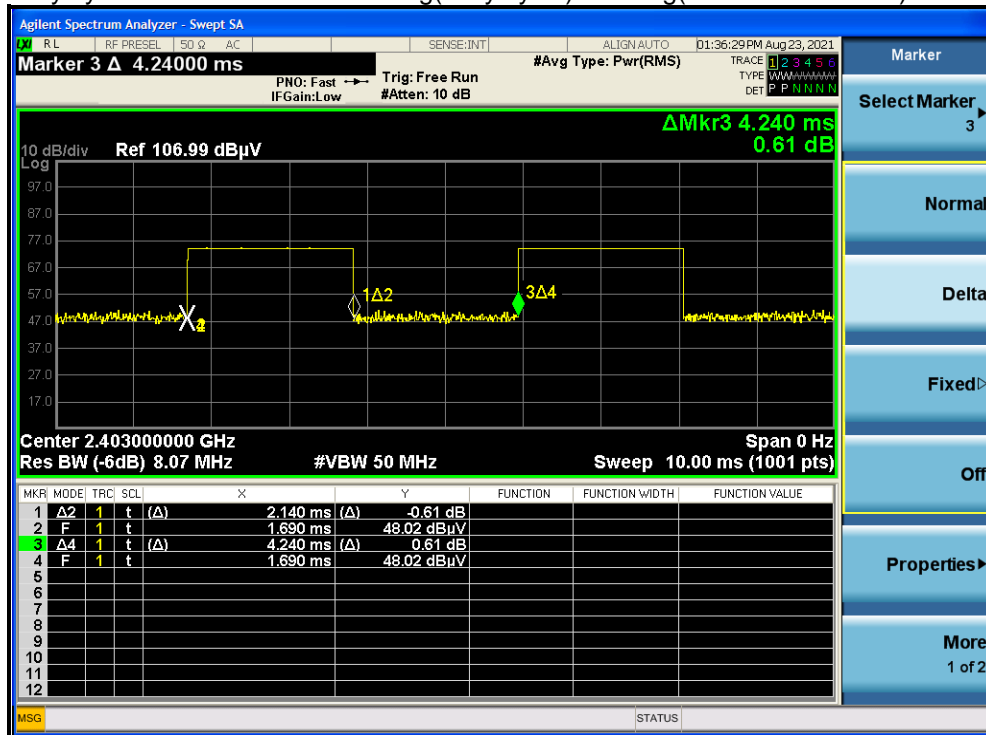 Agilent Spectrum Analyzer - Swept SA
LXI RL RF PRESEL 50 Ω AC SENSE:INT ALIGN AUTO 01:36:29 PM Aug 23, 2021
Marker 3 Δ 4.24000 ms
PNO: Fast Trig: Free Run #Avg Type: Pwr(RMS) TRACE 1 2 3 4 5 6
IFGain:Low #Atten: 10 dB TYPE WWWWWW
DET P P N N N N
ΔMkr3 4.240 ms
0.61 dB
10 dB/div Ref 106.99 dBµV
Log
97.0
87.0
77.0
67.0
57.0
47.0
37.0
27.0
17.0
1Δ2
3Δ4
Center 2.403000000 GHz Span 0 Hz
Res BW (-6dB) 8.07 MHz #VBW 50 MHz Sweep 10.00 ms (1001 pts)
MKR MODE TRC SCL X Y FUNCTION FUNCTION WIDTH FUNCTION VALUE
1 Δ2 1 t (Δ) 2.140 ms (Δ) -0.61 dB
2 F 1 t 1.690 ms 48.02 dBµV
3 Δ4 1 t (Δ) 4.240 ms (Δ) 0.61 dB
4 F 1 t 1.690 ms 48.02 dBµV
5
6
7
8
9
10
11
12
MSG STATUS
Marker
Select Marker
3
Normal
Delta
Fixed
Off
Properties
More
1 of 2